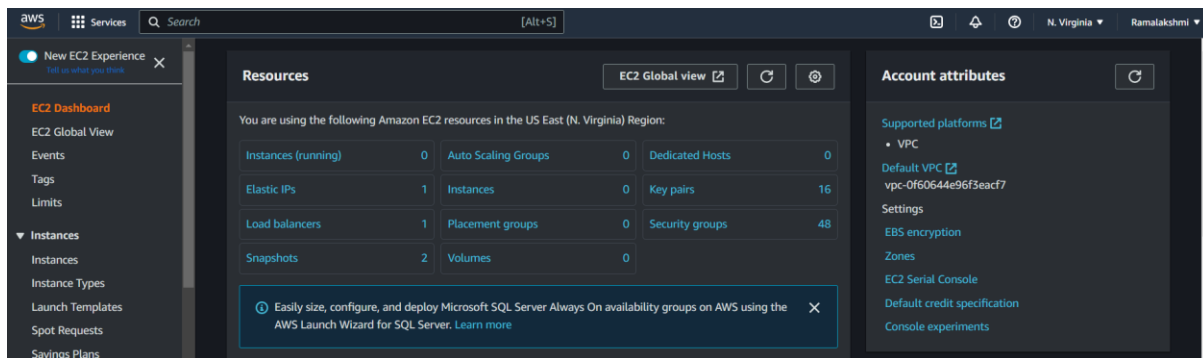 aws Services Search [Alt+S] N. Virginia ▼ Ramalakshmi ▼
New EC2 Experience
Tell us what you think
EC2 Dashboard
EC2 Global View
Events
Tags
Limits
▼ Instances
Instances
Instance Types
Launch Templates
Spot Requests
Savings Plans
Resources
EC2 Global view
You are using the following Amazon EC2 resources in the US East (N. Virginia) Region:
Instances (running) 0 Auto Scaling Groups 0 Dedicated Hosts 0
Elastic IPs 1 Instances 0 Key pairs 16
Load balancers 1 Placement groups 0 Security groups 48
Snapshots 2 Volumes 0
Easily size, configure, and deploy Microsoft SQL Server Always On availability groups on AWS using the
AWS Launch Wizard for SQL Server. Learn more
Account attributes
Supported platforms
• VPC
Default VPC
vpc-0f60644e96f3eacf7
Settings
EBS encryption
Zones
EC2 Serial Console
Default credit specification
Console experiments